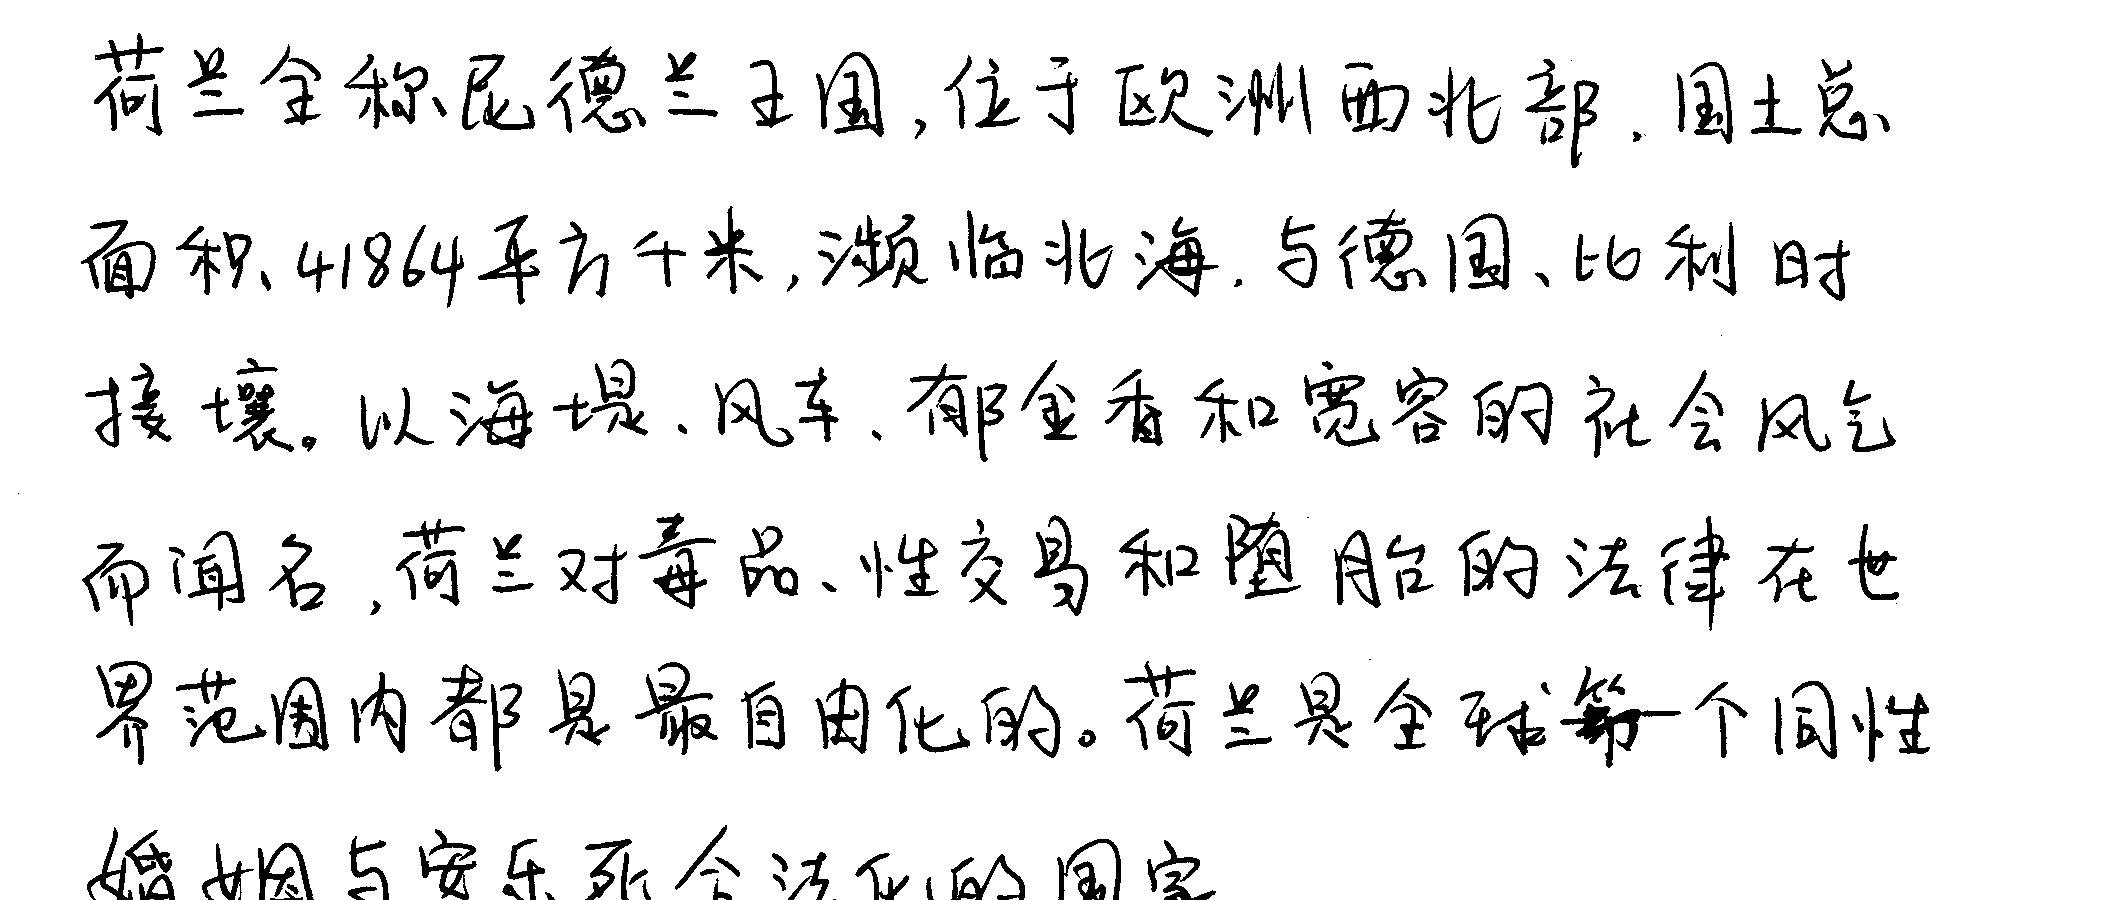 荷兰全称尼德兰王国,位于欧洲西北部.国土总
面积41864平方千米,濒临北海.与德国、比利时
接壤。以海堤、风车、郁金香和宽容的社会风气
而闻名,荷兰对毒品、性交易和堕胎的法律在世
界范围内都是最自由化的。荷兰是全球第一个同性
婚姻与安乐死合法化的国家